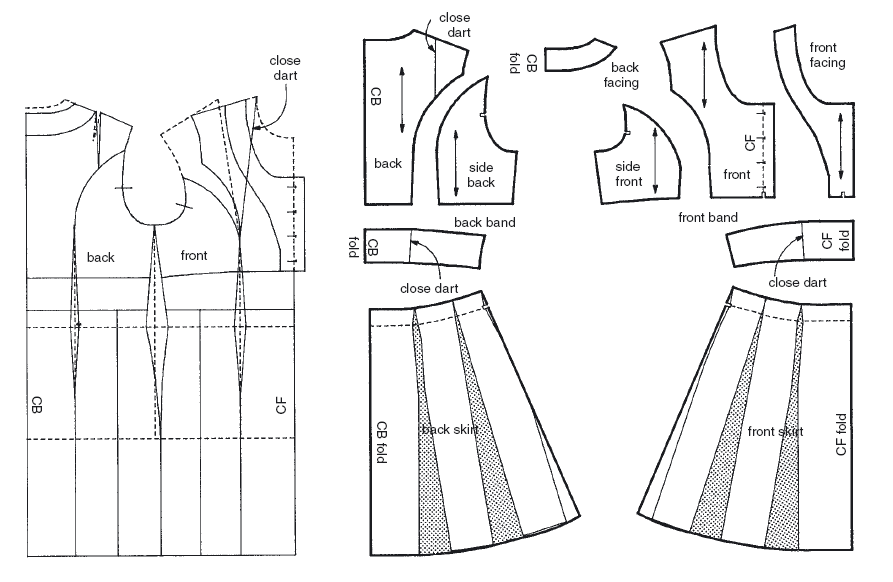 close
dart
back
front
CB
CF
close
dart
CB
back
side
back
CB
fold
back
facing
side
front
CF
front
front
facing
back band
fold
CB
close dart
front band
CF
fold
close dart
CB fold
back skirt
front skirt
CF fold